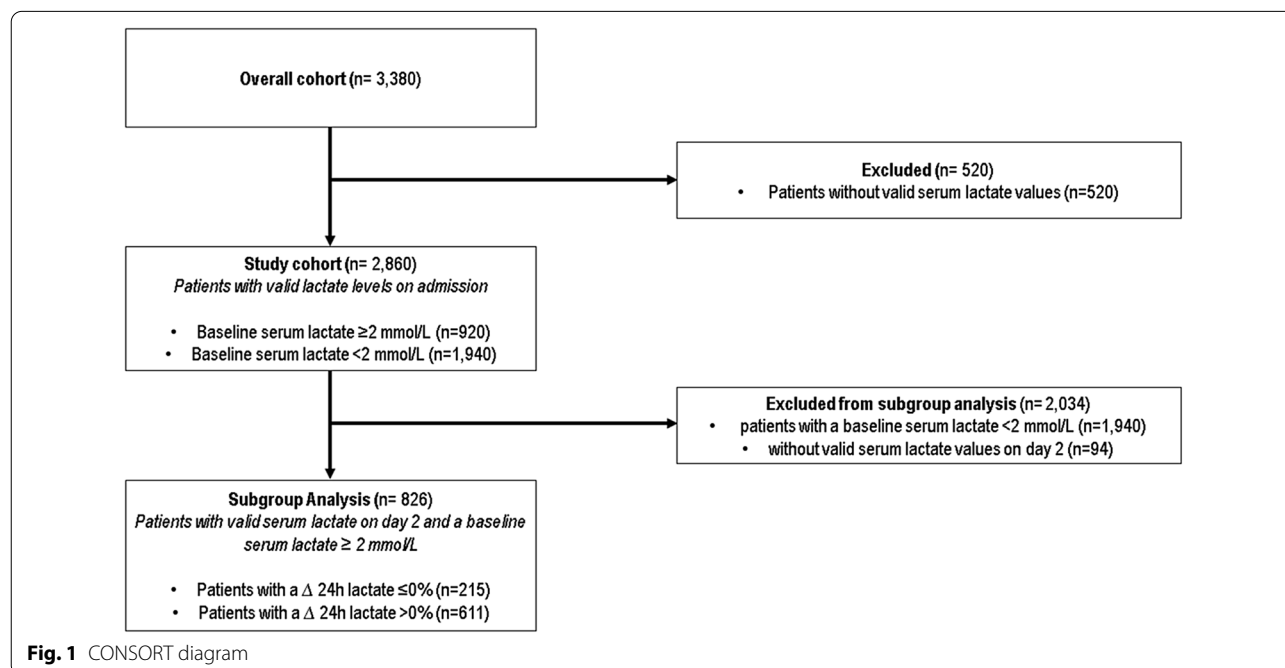 Overall cohort (n= 3,380)
Excluded (n= 520)
• Patients without valid serum lactate values (n=520)
Study cohort (n= 2,860)
Patients with valid lactate levels on admission
• Baseline serum lactate ≥2 mmol/L (n=920)
• Baseline serum lactate <2 mmol/L (n=1,940)
Excluded from subgroup analysis (n= 2,034)
• patients with a baseline serum lactate <2 mmol/L (n=1,940)
• without valid serum lactate values on day 2 (n=94)
Subgroup Analysis (n= 826)
Patients with valid serum lactate on day 2 and a baseline
serum lactate ≥ 2 mmol/L
• Patients with a Δ 24h lactate ≤0% (n=215)
• Patients with a Δ 24h lactate >0% (n=611)
Fig. 1 CONSORT diagram